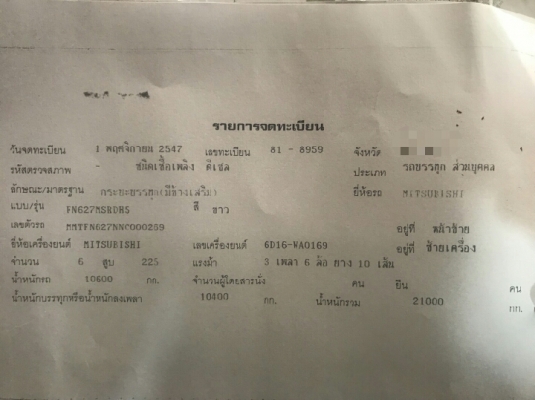 รายการจดทะเบียน
วันจดทะเบียน 1 พฤศจิกายน 2547 เลขทะเบียน 81 - 8959 จังหวัด
รหัสตรวจสภาพ - ชนิดเชื้อเพลิง ดีเซล ประเภท รถบรรทุก ส่วนบุคคล
ลักษณะ/มาตรฐาน กระบะบรรทุก(มีข้างเสริม) ยี่ห้อรถ MITSUBISHI
แบบ/รุ่น FN627MSRDH5 สี ขาว
เลขตัวรถ MMTFN627NNC000259 อยู่ที่ หน้าซ้าย
ยี่ห้อเครื่องยนต์ MITSUBISHI เลขเครื่องยนต์ 6D16-WA0169 อยู่ที่ ซ้ายเครื่อง
จำนวน 6 สูบ 225 แรงม้า 3 เพลา 6 ล้อ ยาง 10 เส้น
น้ำหนักรถ 10600 กก. จำนวนผู้โดยสารนั่ง คน ยืน คน
น้ำหนักบรรทุกหรือน้ำหนักลงเพลา 10400 กก. น้ำหนักรวม 21000 กก.